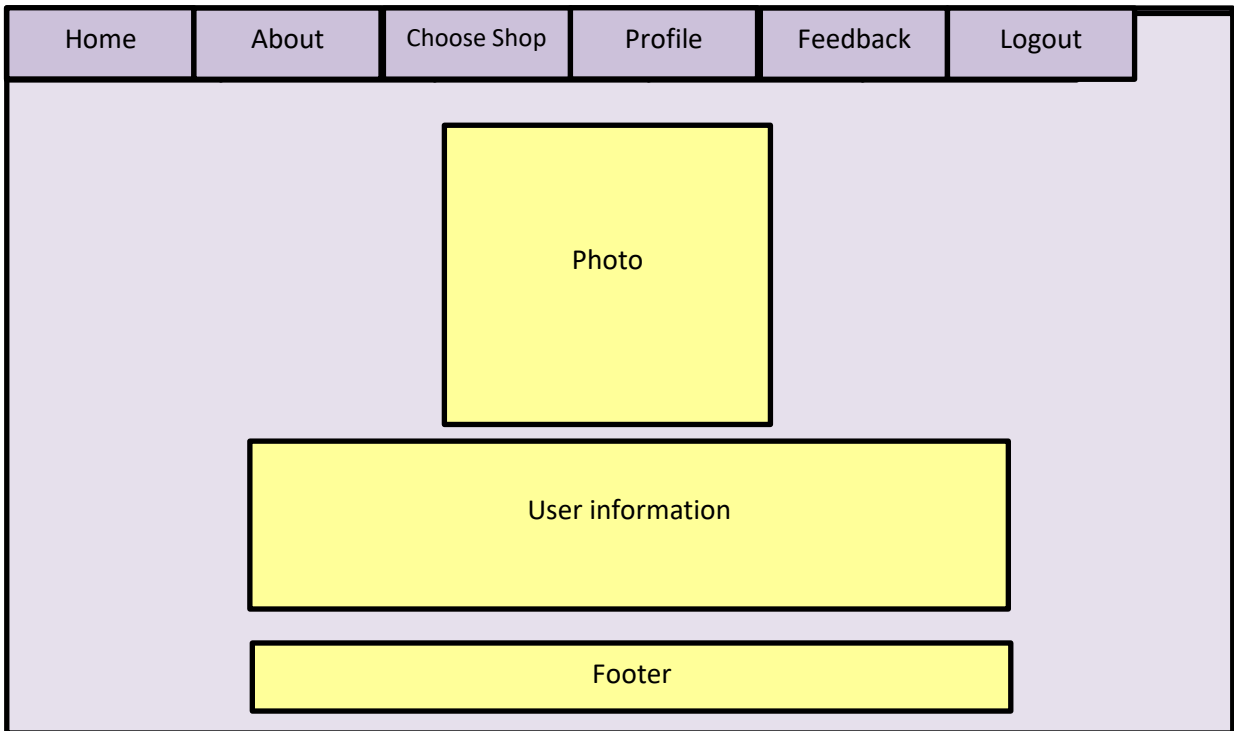 Home
About
Choose Shop
Profile
Feedback
Logout
Photo
User information
Footer